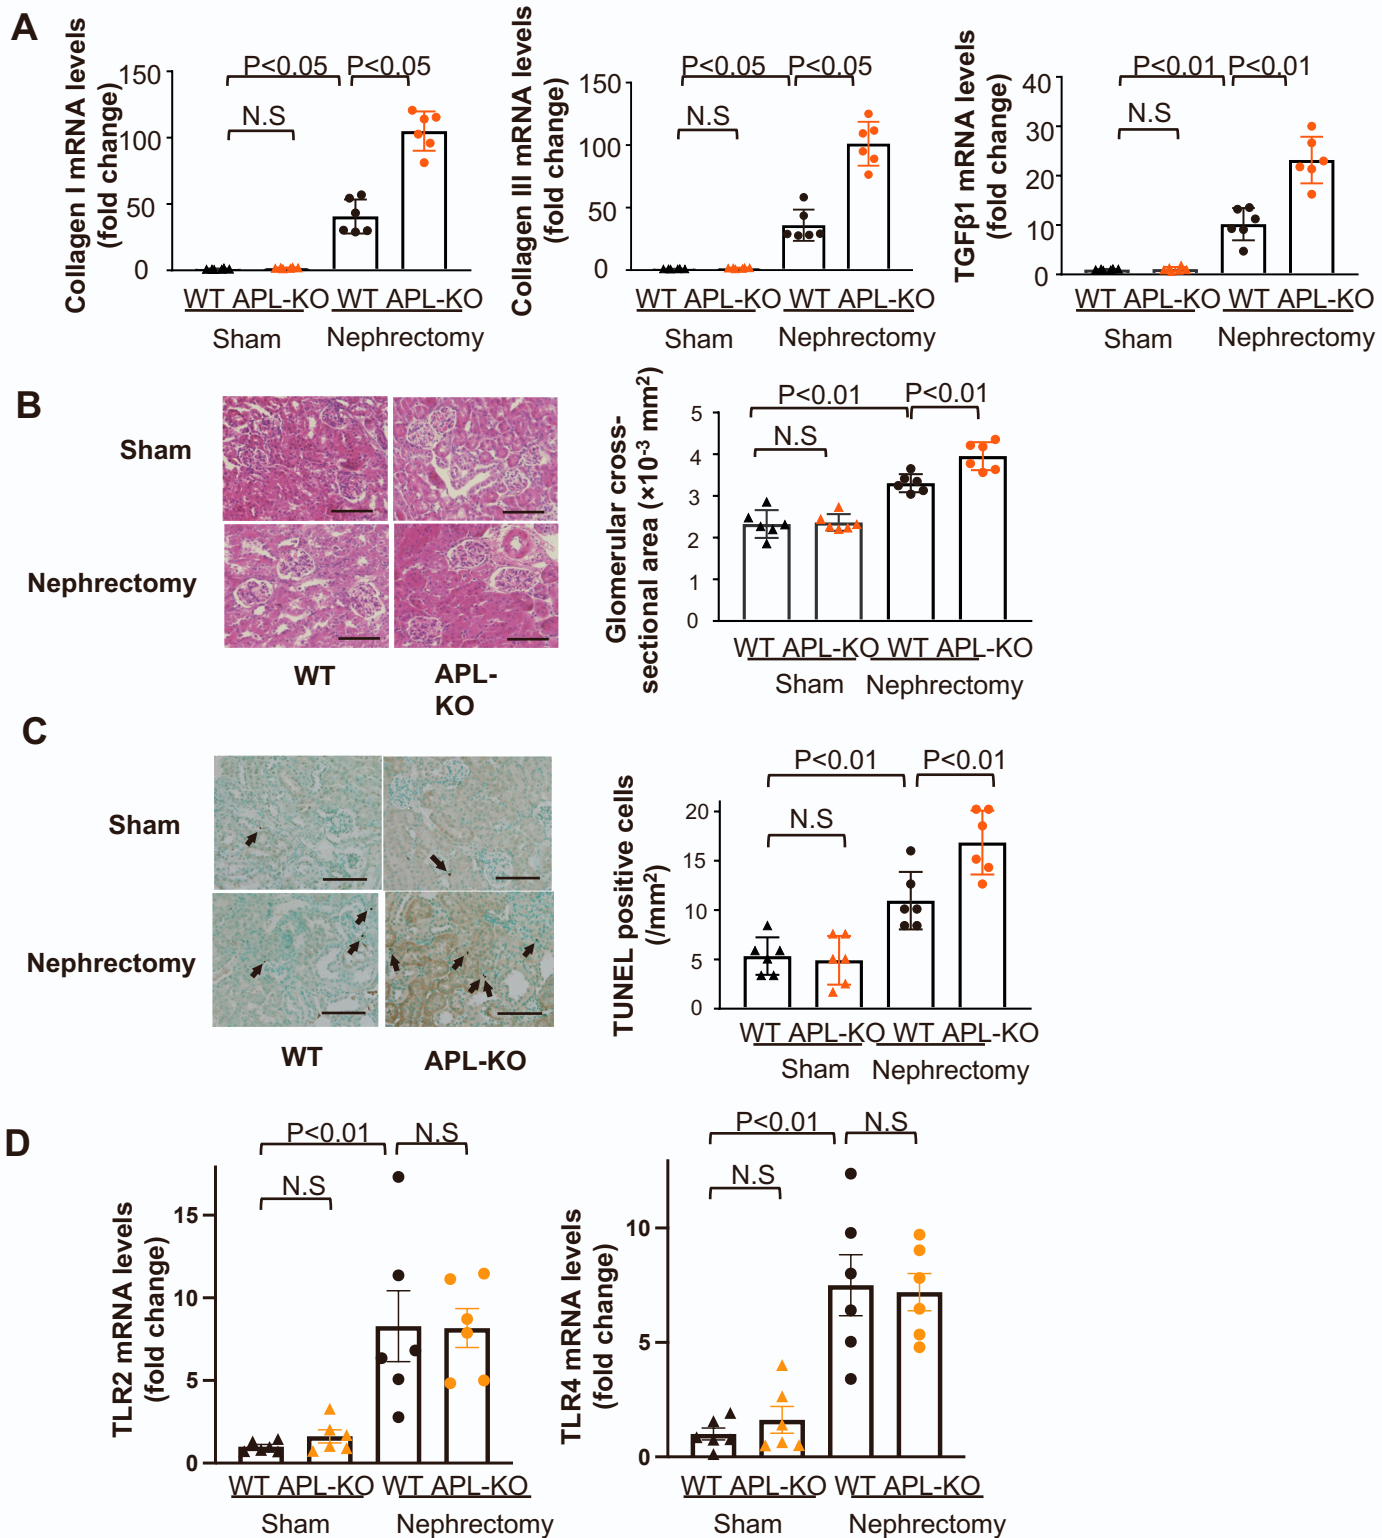 A
Collagen I mRNA levels
(fold change)
150
100
50
0
P<0.05
P<0.05
N.S
WT APL-KO
WT APL-KO
Sham
Nephrectomy
Collagen III mRNA levels
(fold change)
150
100
50
0
P<0.05
P<0.05
N.S
WT APL-KO
WT APL-KO
Sham
Nephrectomy
TGFβ1 mRNA levels
(fold change)
40
30
20
10
0
P<0.01
P<0.01
N.S
WT APL-KO
WT APL-KO
Sham
Nephrectomy
B
Sham
Nephrectomy
WT
APL-
KO
Glomerular cross-
sectional area (×10⁻³ mm²)
5
4
3
2
1
0
P<0.01
P<0.01
N.S
WT APL-KO
WT APL-KO
Sham
Nephrectomy
C
Sham
Nephrectomy
WT
APL-KO
TUNEL positive cells
(/mm²)
20
15
10
5
0
P<0.01
P<0.01
N.S
WT APL-KO
WT APL-KO
Sham
Nephrectomy
D
TLR2 mRNA levels
(fold change)
15
10
5
0
P<0.01
N.S
N.S
WT APL-KO
WT APL-KO
Sham
Nephrectomy
TLR4 mRNA levels
(fold change)
10
5
0
P<0.01
N.S
N.S
WT APL-KO
WT APL-KO
Sham
Nephrectomy